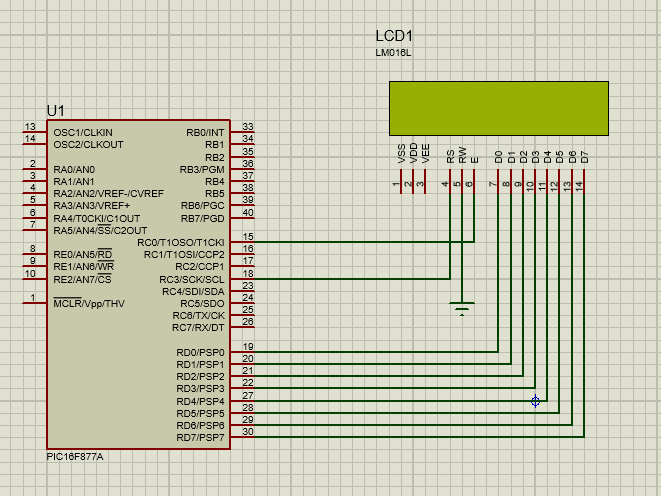 LCD1
LM016L
VSS
VDD
VEE
RS
RW
E
D0
D1
D2
D3
D4
D5
D6
D7
1
2
3
4
5
6
7
8
9
10
11
12
13
14
U1
13 OSC1/CLKIN
14 OSC2/CLKOUT
2 RA0/AN0
3 RA1/AN1
4 RA2/AN2/VREF-/CVREF
5 RA3/AN3/VREF+
6 RA4/T0CKI/C1OUT
7 RA5/AN4/SS/C2OUT
8 RE0/AN5/RD
9 RE1/AN6/WR
10 RE2/AN7/CS
1 MCLR/Vpp/THV
RB0/INT 33
RB1 34
RB2 35
RB3/PGM 36
RB4 37
RB5 38
RB6/PGC 39
RB7/PGD 40
RC0/T1OSO/T1CKI 15
RC1/T1OSI/CCP2 16
RC2/CCP1 17
RC3/SCK/SCL 18
RC4/SDI/SDA 23
RC5/SDO 24
RC6/TX/CK 25
RC7/RX/DT 26
RD0/PSP0 19
RD1/PSP1 20
RD2/PSP2 21
RD3/PSP3 22
RD4/PSP4 27
RD5/PSP5 28
RD6/PSP6 29
RD7/PSP7 30
PIC16F877A